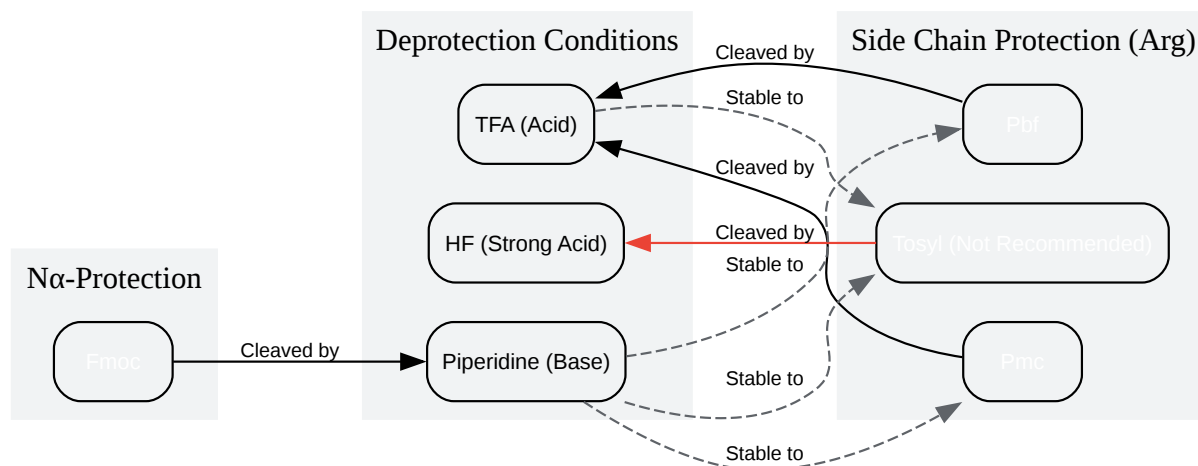 Deprotection Conditions
Side Chain Protection (Arg)
Cleaved by
Stable to
TFA (Acid)
Pbf
Cleaved by
HF (Strong Acid)
Cleaved by
Tosyl (Not Recommended)
Stable to
Nα-Protection
Fmoc
Cleaved by
Piperidine (Base)
Pmc
Stable to
Stable to